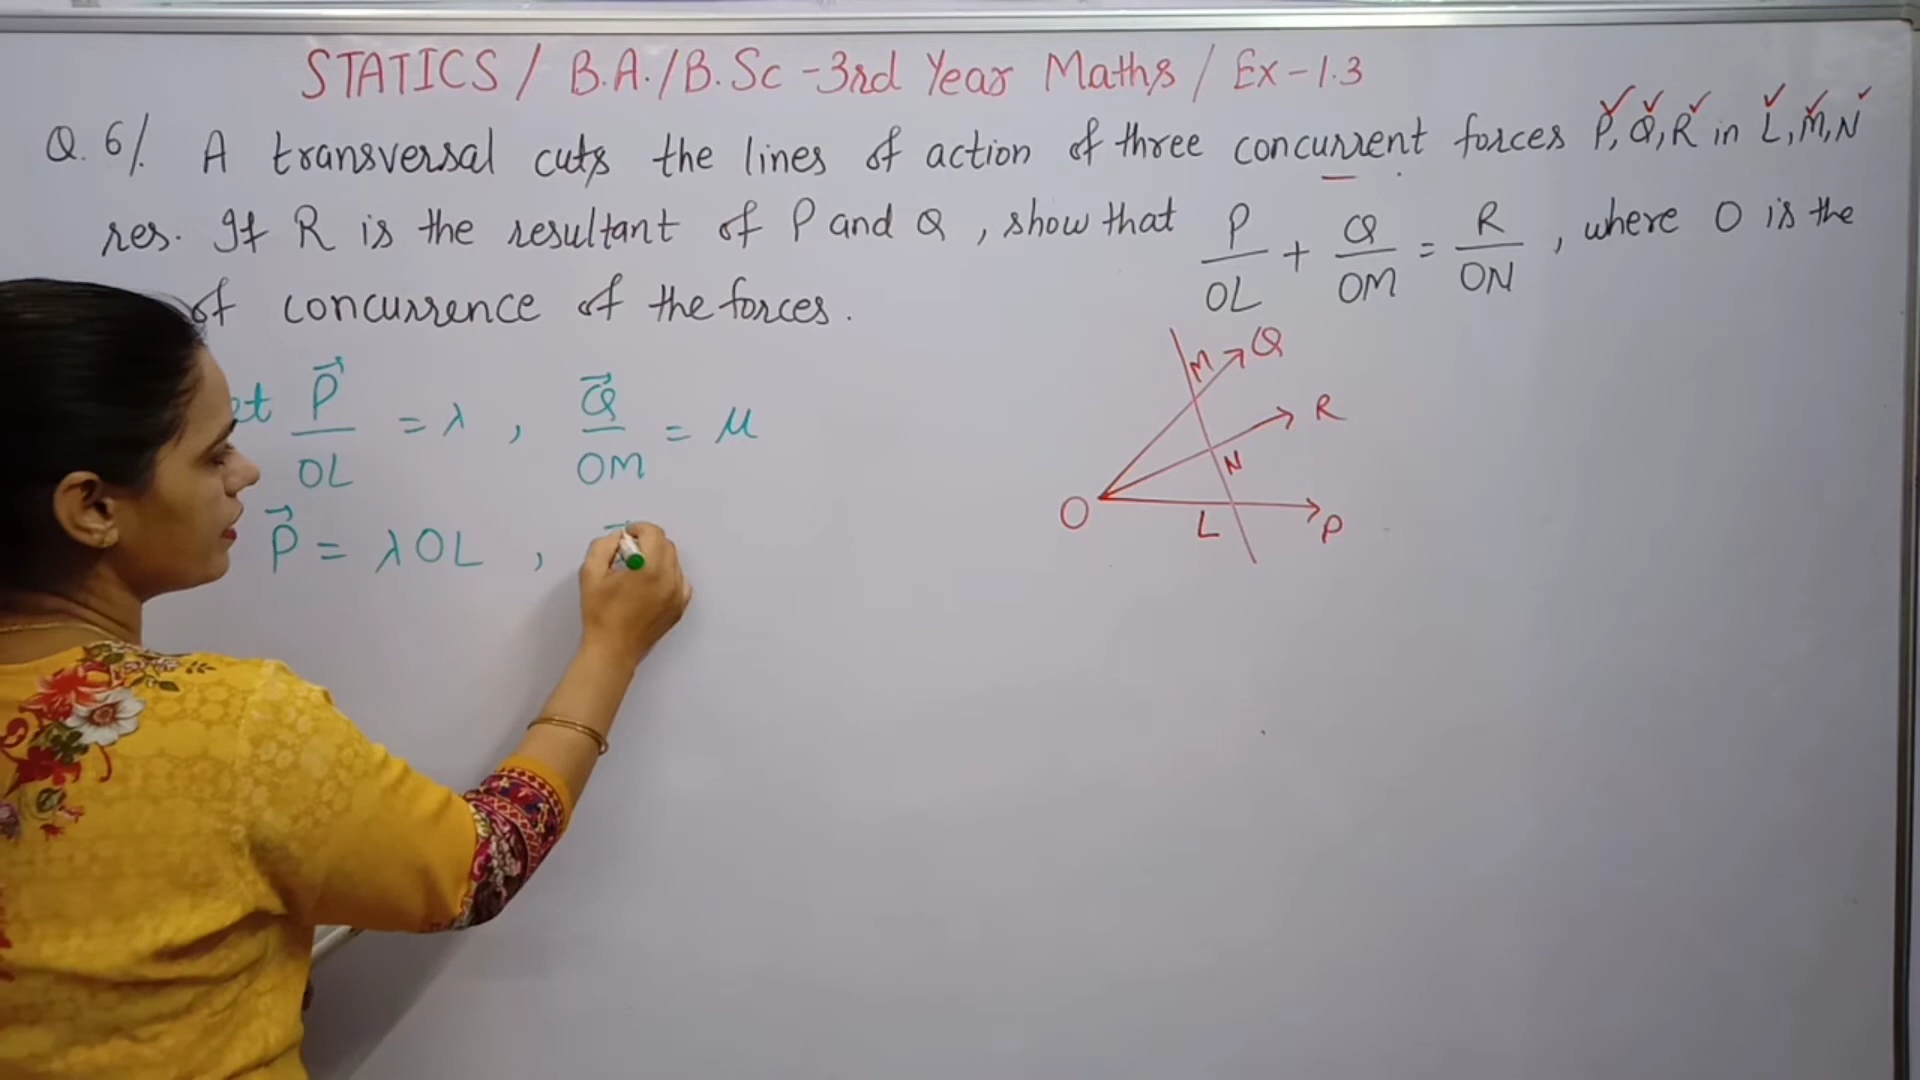 STATICS / B.A./B.Sc -3rd Year Maths / Ex-1.3
Q.6/. A transversal cuts the lines of action of three concurrent forces P, Q, R in L, M, N
res. If R is the resultant of P and Q, show that P/OL + Q/OM = R/ON, where O is the
of concurrence of the forces.
et P⃗/OL = λ, Q⃗/OM = μ
P⃗ = λOL,
M Q
R
N
O L P